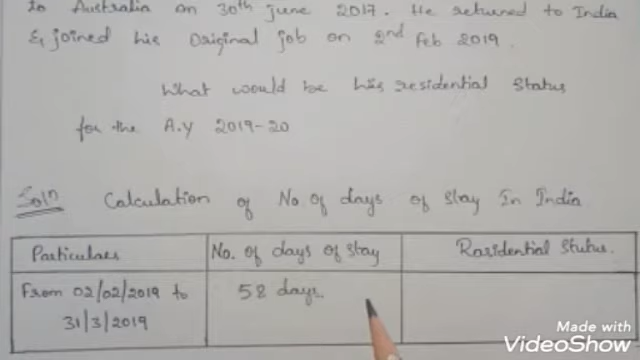 to Australia on 30th june 2017. He returned to India
& joined his Original job on 2nd Feb 2019.
What would be his residential Status
for the A.Y 2019-20
Soln Calculation of No. of days of stay In India
Particulars No. of days of stay Rasidential Status.
From 02/02/2019 to 58 days.
31/3/2019
Made with
VideoShow